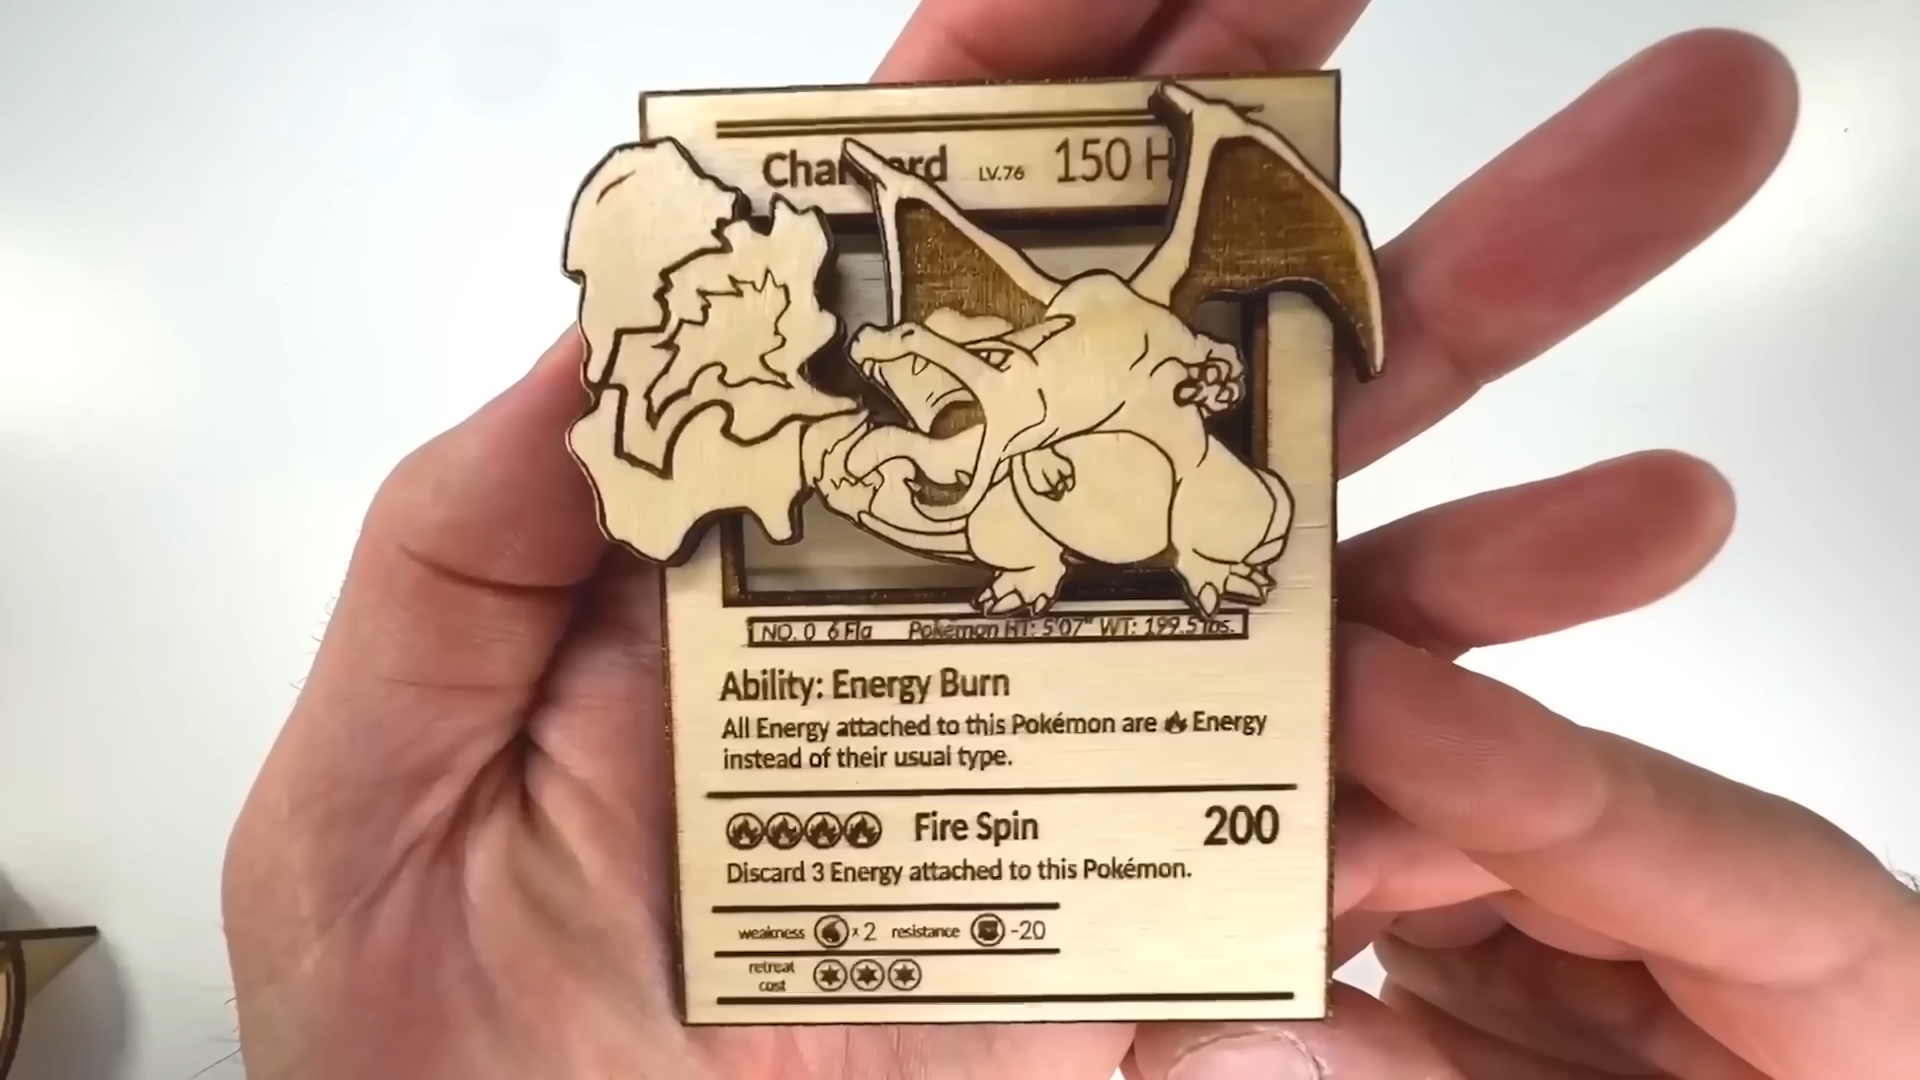 Cha ard LV.76 150 H
NO. 0 6 Fla Pokémon HT: 5'07" WT: 199.5 lbs.
Ability: Energy Burn
All Energy attached to this Pokémon are Energy
instead of their usual type.
Fire Spin 200
Discard 3 Energy attached to this Pokémon.
weakness x2 resistance -20
retreat
cost